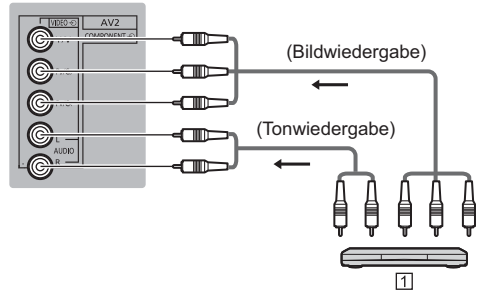 VIDEO AV2
COMPONENT
L
AUDIO
R
(Bildwiedergabe)
(Tonwiedergabe)
1